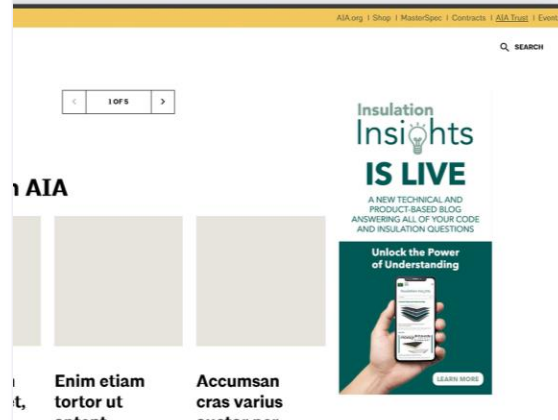 AIA.org | Shop | MasterSpec | Contracts | AIA Trust | Event
SEARCH
1 OF 5
Insulation
Insights
IS LIVE
A NEW TECHNICAL AND
PRODUCT-BASED BLOG
ANSWERING ALL OF YOUR CODE
AND INSULATION QUESTIONS
Unlock the Power
of Understanding
LEARN MORE
n AIA
Enim etiam
tortor ut
Accumsan
cras varius